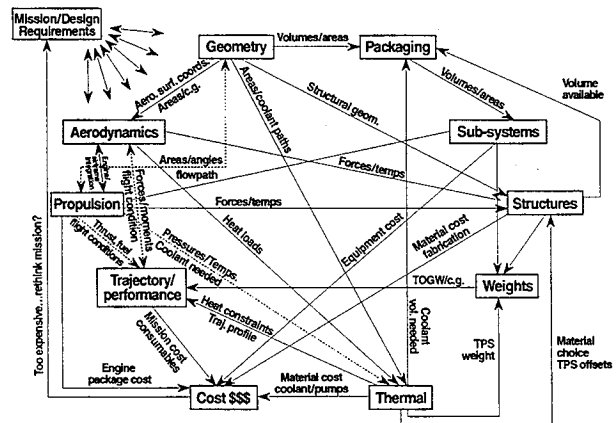 Mission/Design
Requirements
Geometry
Volumes/areas
Packaging
Aero. surf, coords.
Areas/c.g.
Areas/coolant paths
Structural geom.
Volumes/areas
Volume
available
Aerodynamics
Sub-systems
Areas/angles
flowpath
Forces/temps
Engine/
airframe
integration
Propulsion
Forces/moments
flight condition
Forces/temps
Structures
Thrust, fuel
flight conditions
Pressures/Temps.
Coolant needed
Heat loads
Equipment cost
Material cost
fabrication
Trajectory/
performance
TOGW/c.g.
Weights
Too expensive...rethink mission?
Mission cost
consumables
Heat constraints
Traj. profile
Coolant
vol. needed
TPS
weight
Material
choice
TPS offsets
Engine
package cost
Cost $$$
Material cost
coolant/pumps
Thermal